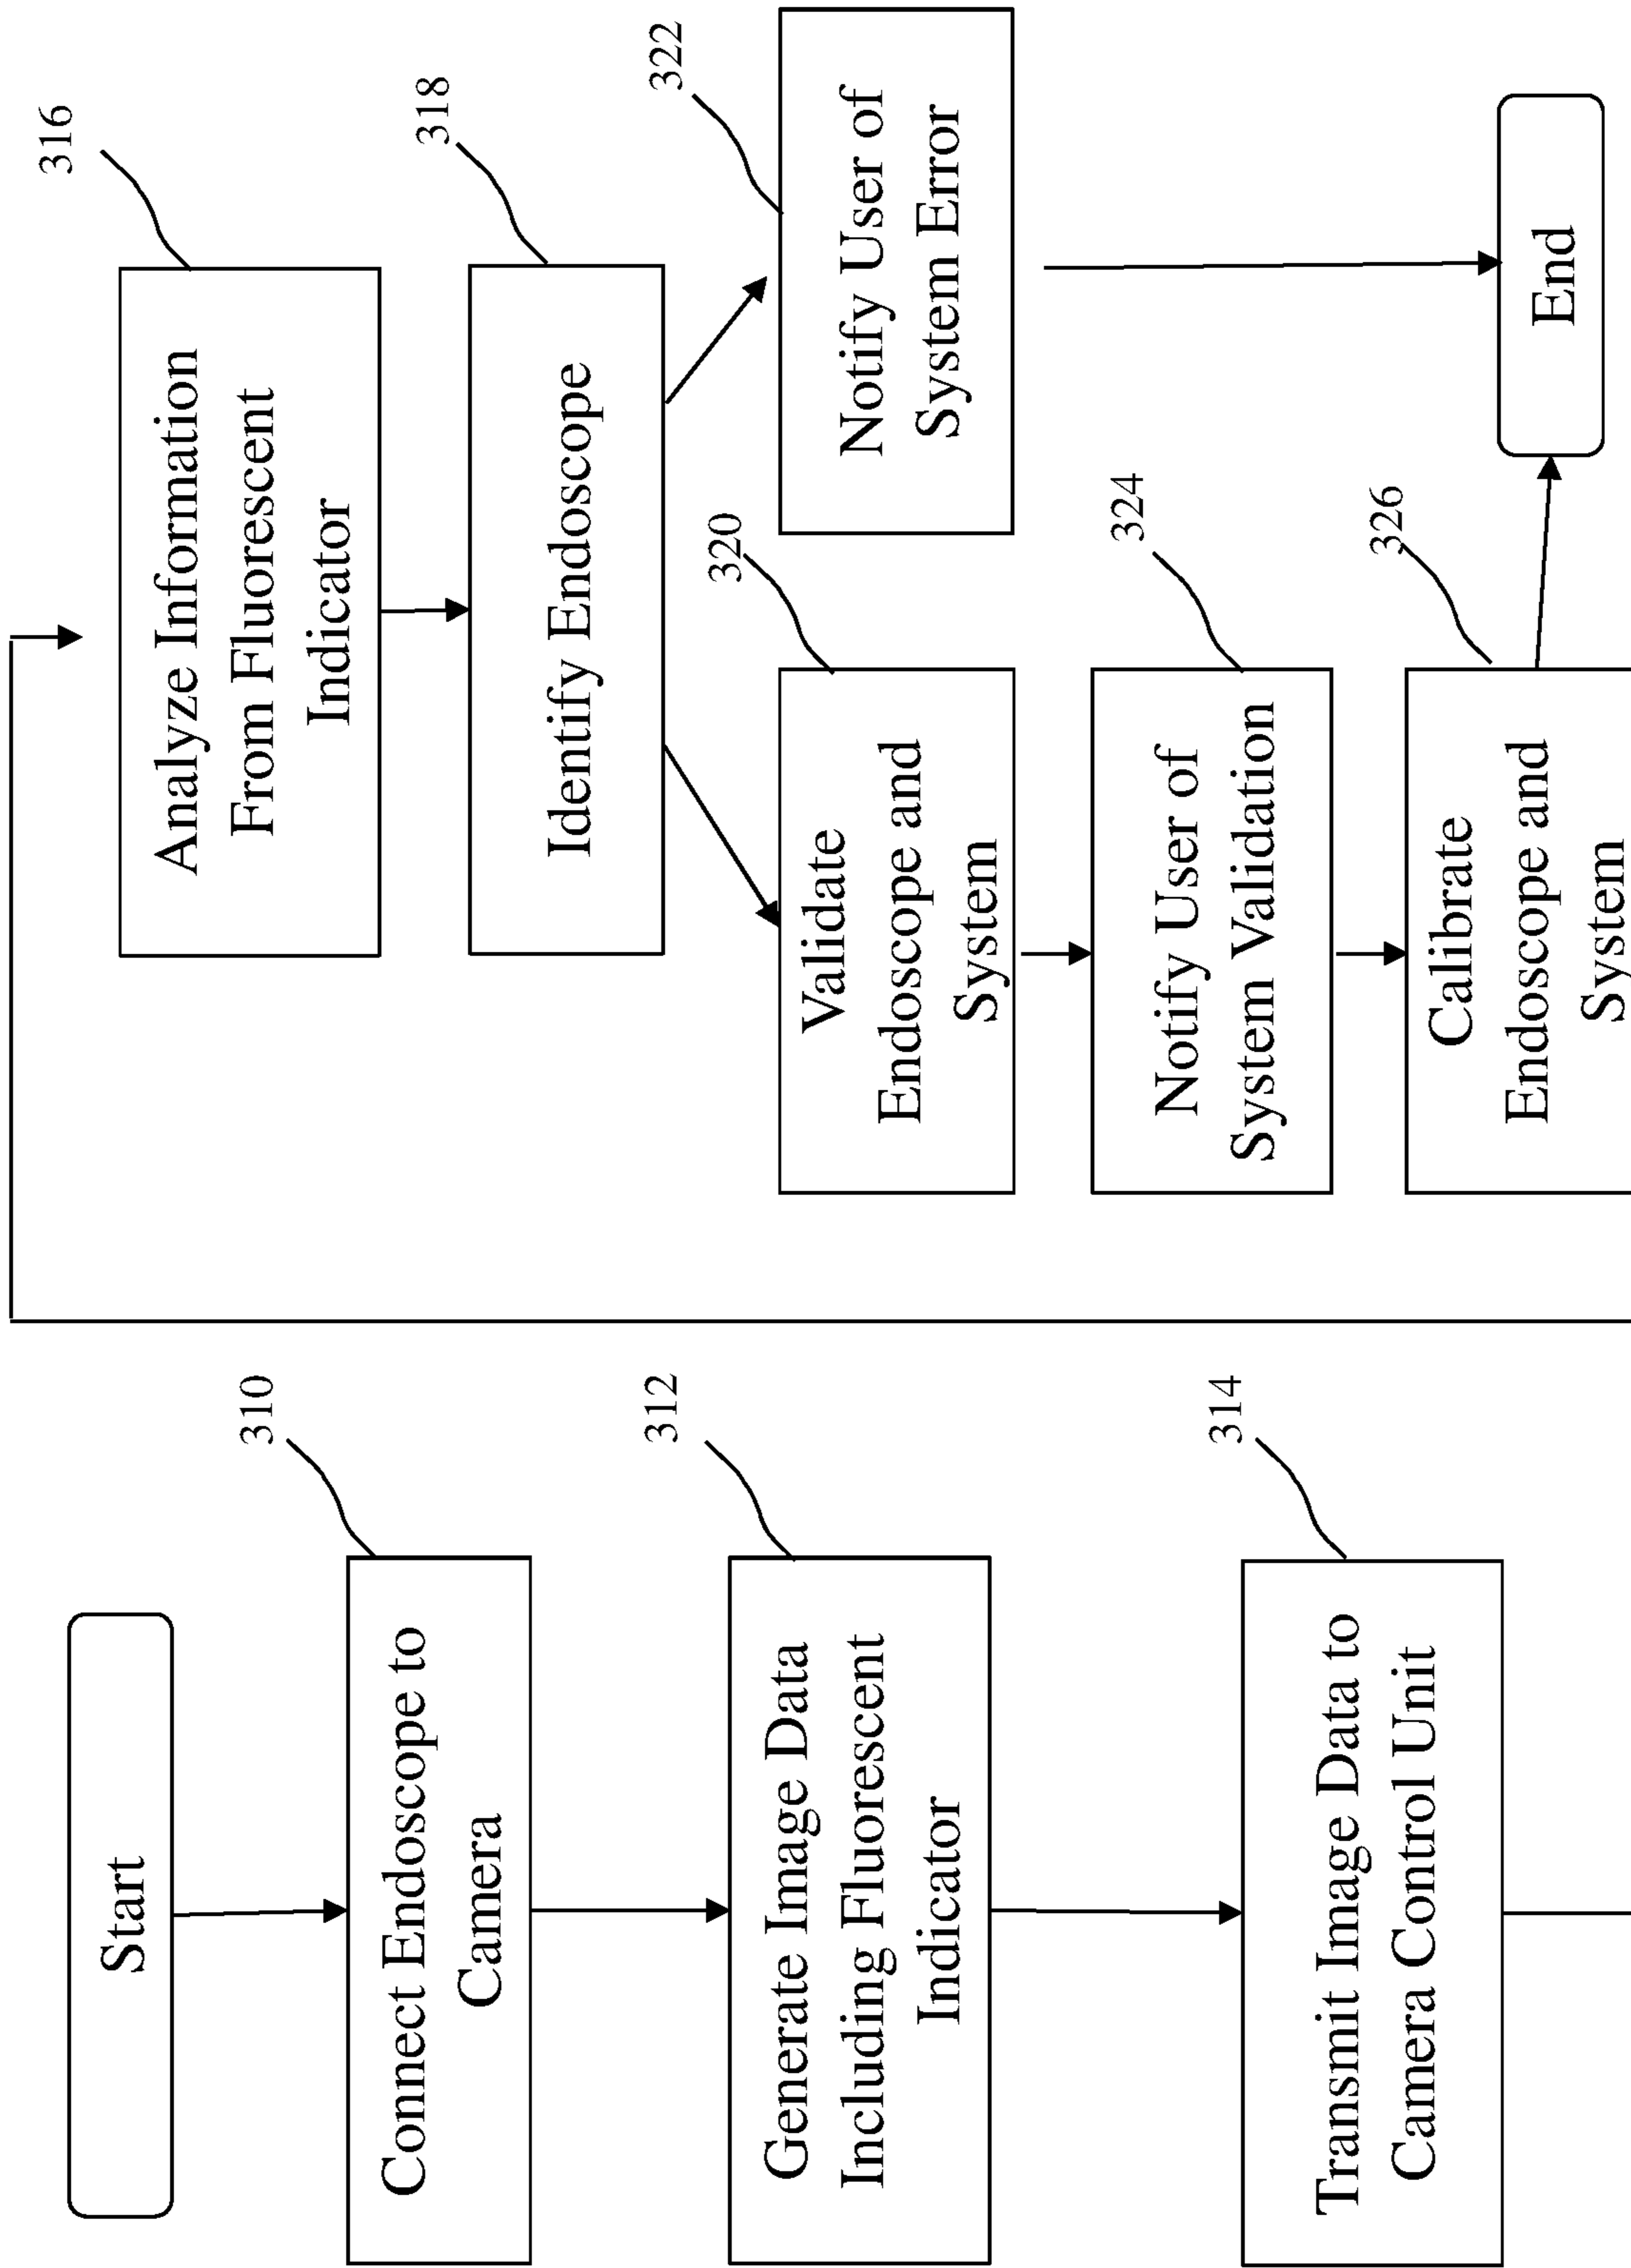 Start
310
Connect Endoscope to
Camera
312
Generate Image Data
Including Fluorescent
Indicator
314
Transmit Image Data to
Camera Control Unit
316
Analyze Information
From Fluorescent
Indicator
318
Identify Endoscope
320
Validate
Endoscope and
System
322
Notify User of
System Error
324
Notify User of
System Validation
326
Calibrate
Endoscope and
System
End